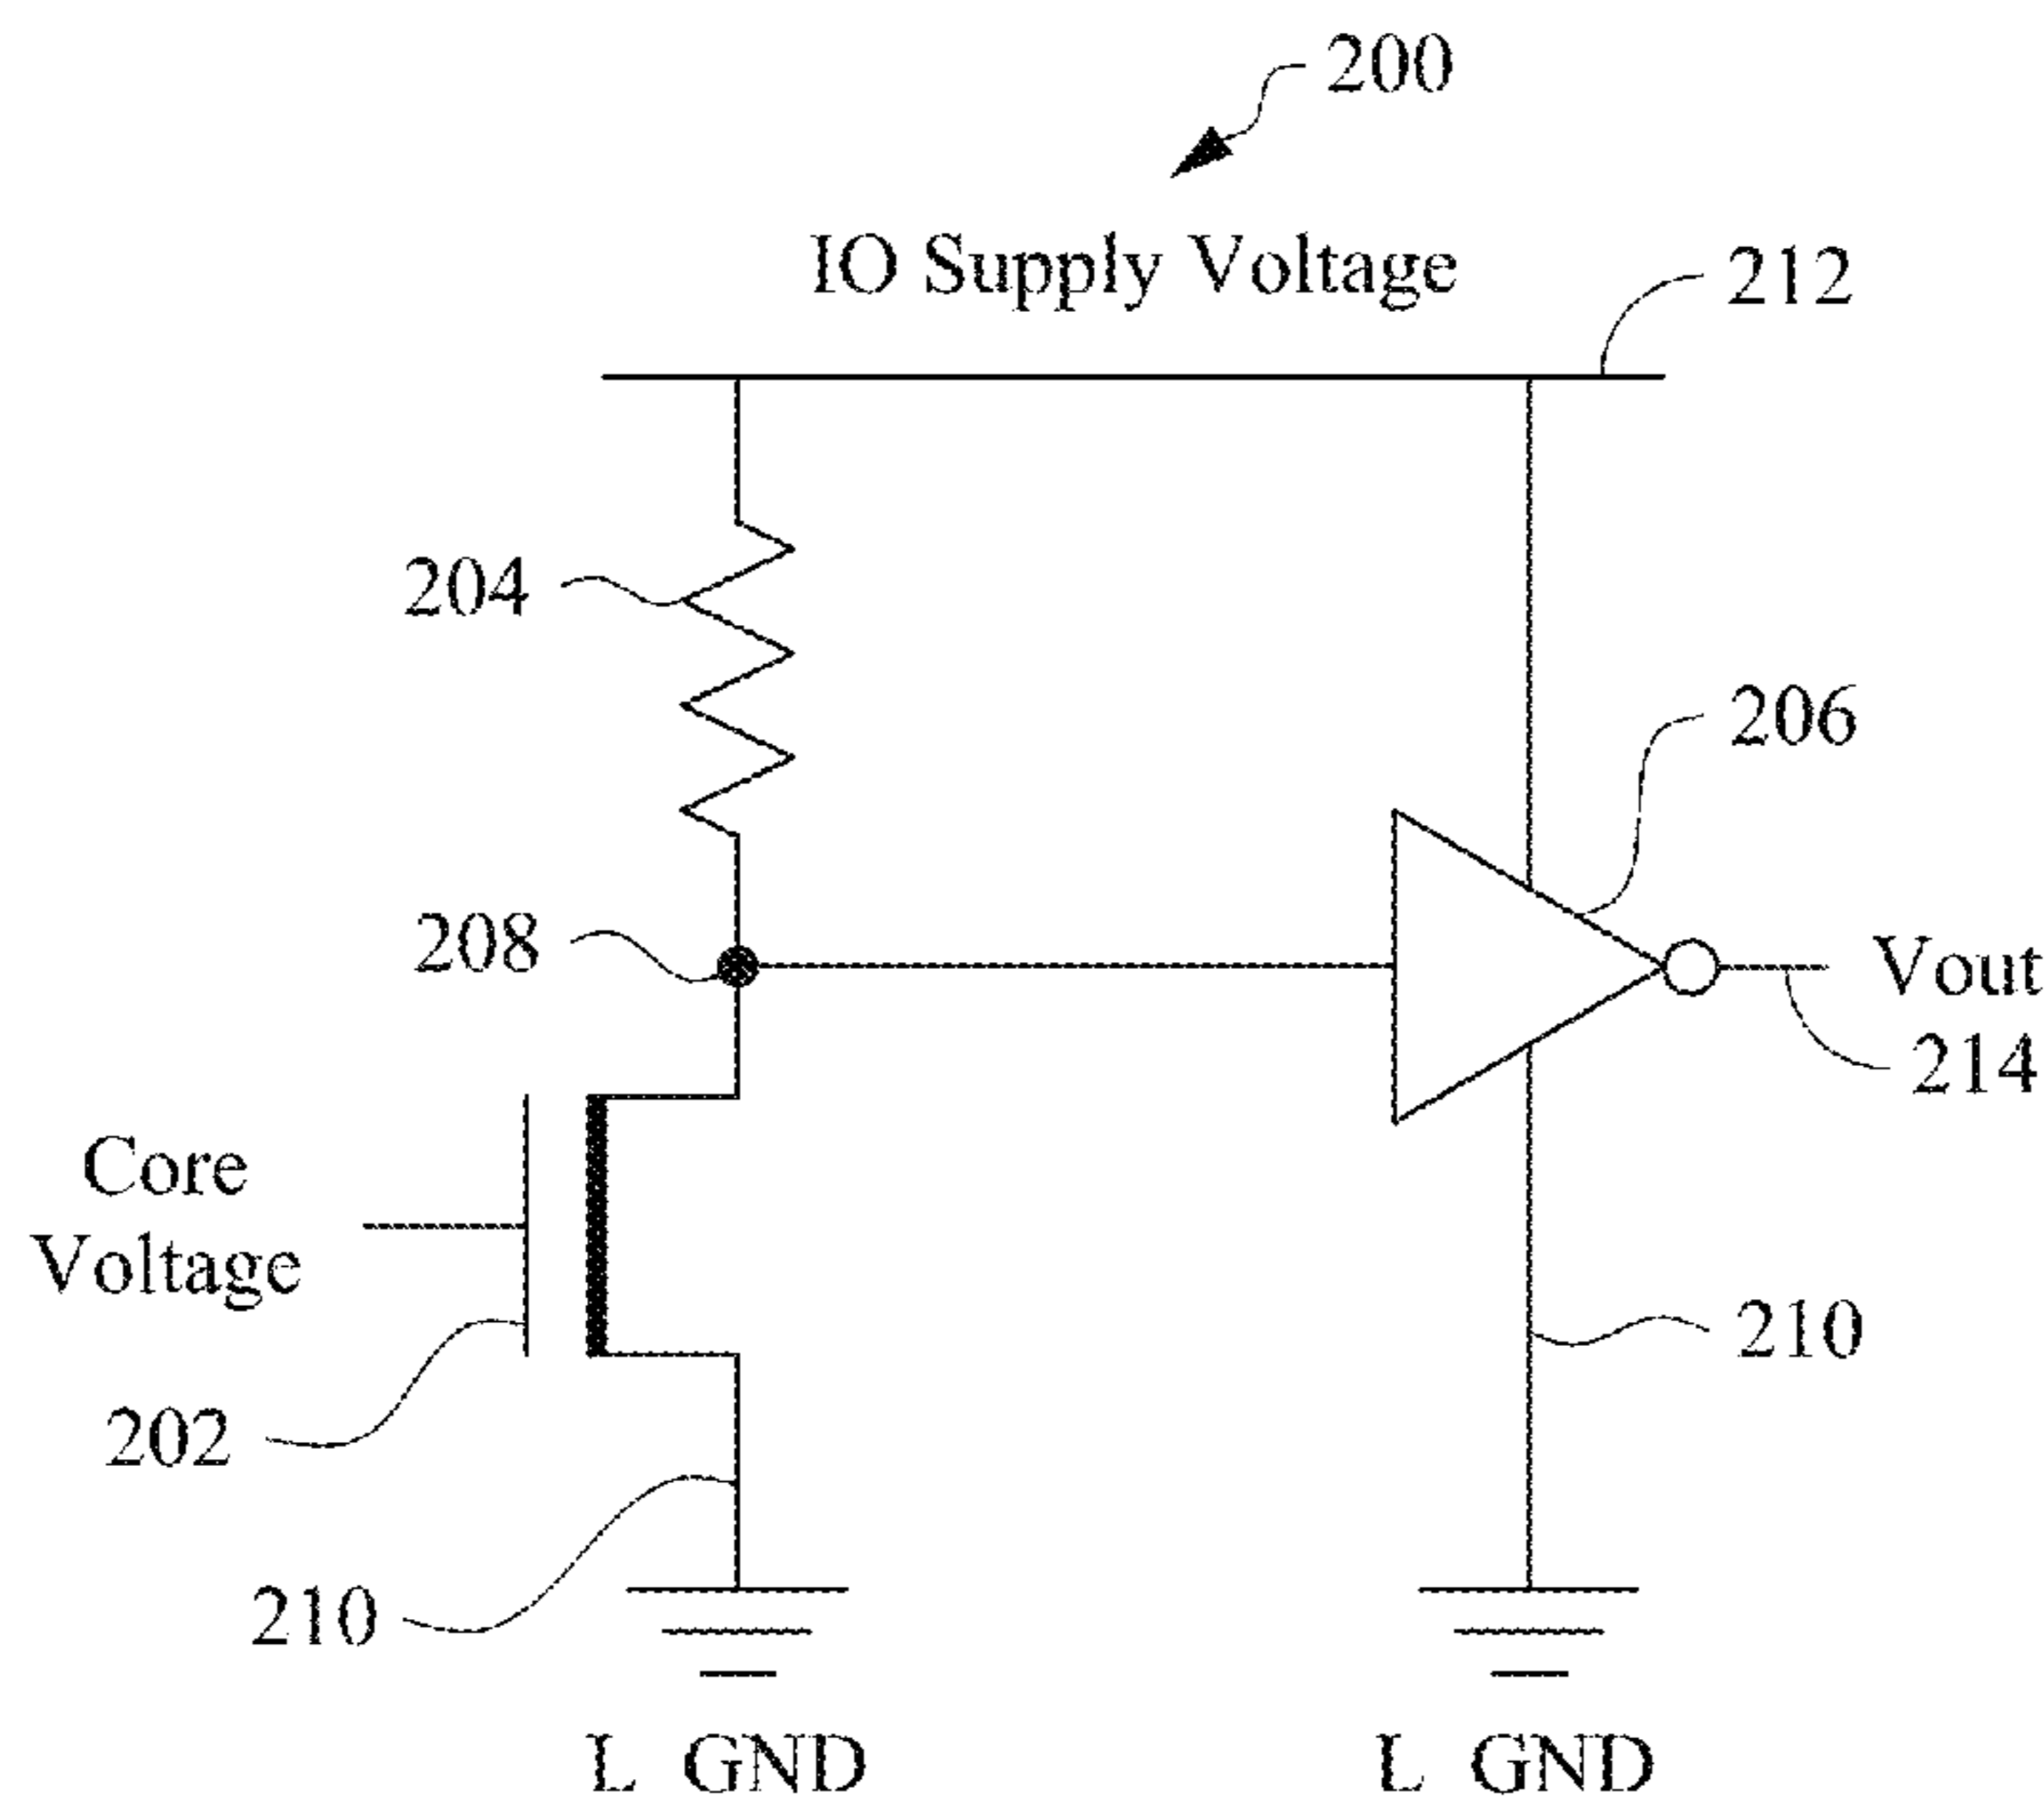 200
IO Supply Voltage
212
204
206
208
Vout
214
Core
Voltage
202
210
210
L GND
L GND